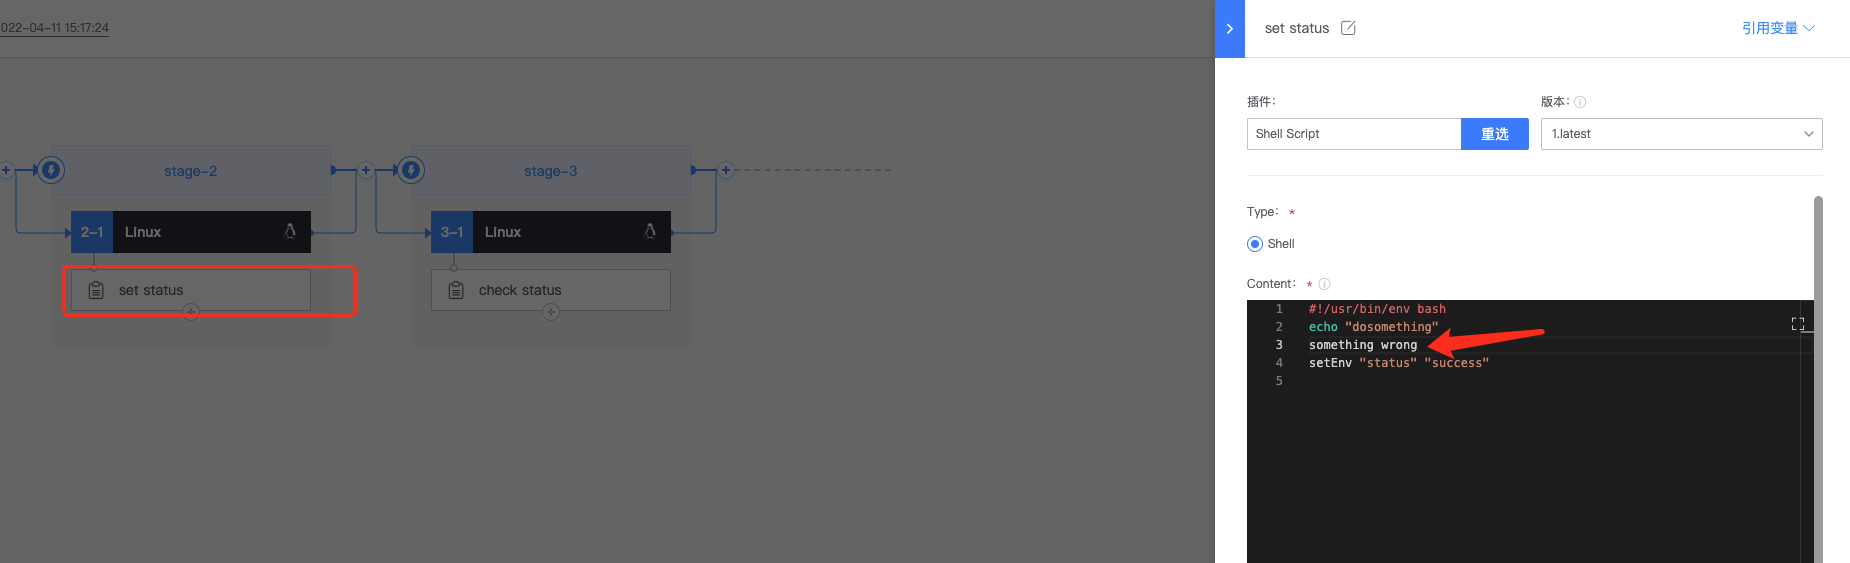 022-04-11 15:17:24
stage-2
stage-3
2-1 Linux
3-1 Linux
set status
check status
set status
引用变量
插件:
版本:
Shell Script
重选
1.latest
Type: *
Shell
Content: *
1 #!/usr/bin/env bash
2 echo "dosomething"
3 something wrong
4 setEnv "status" "success"
5